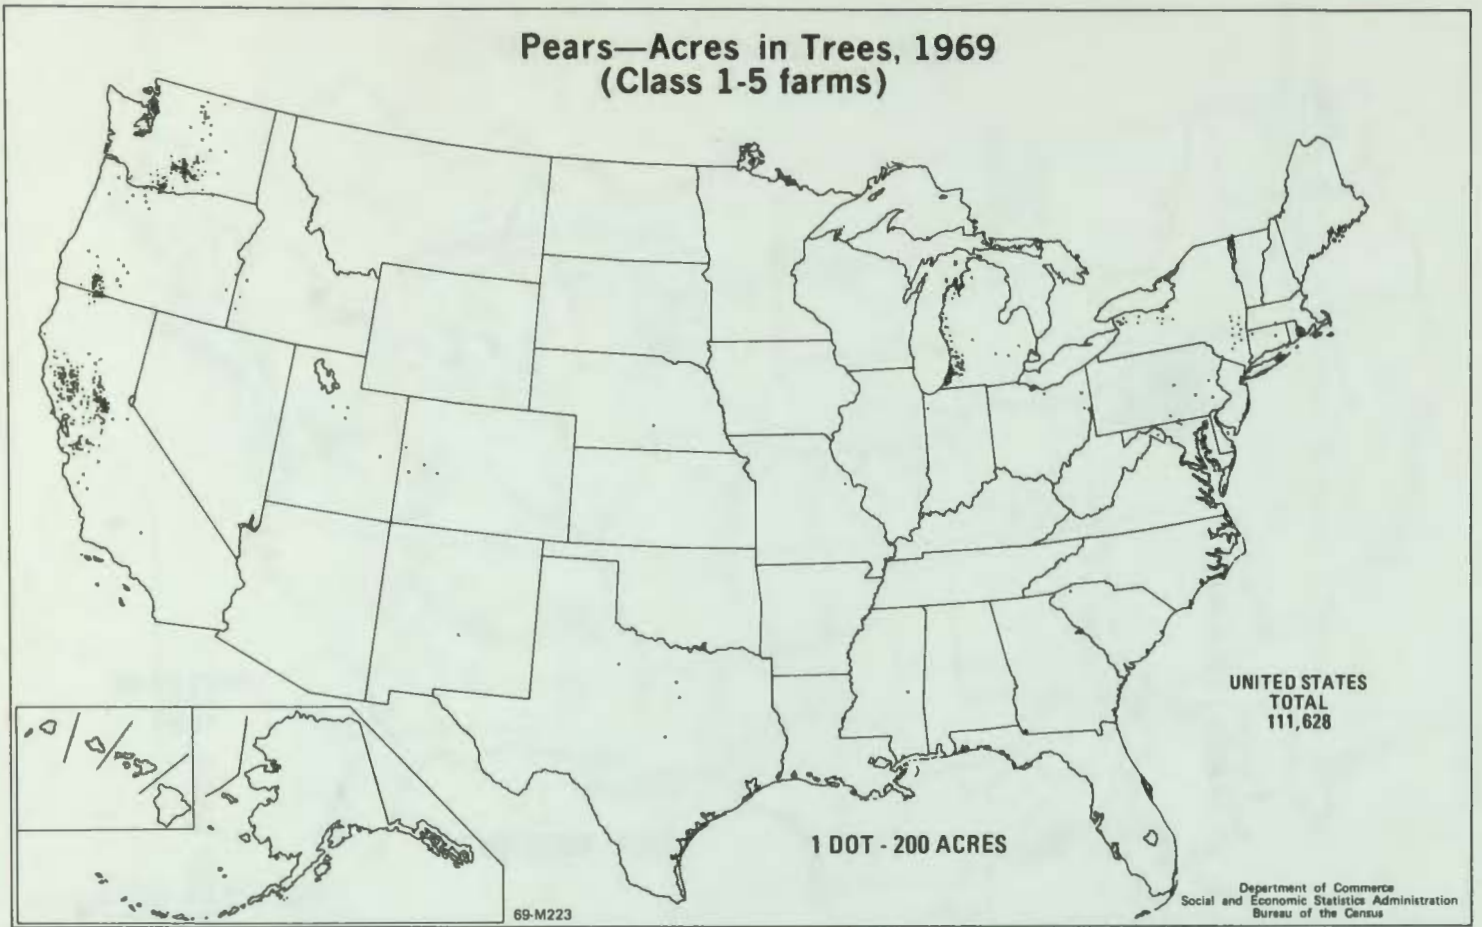 Pears—Acres in Trees, 1969
(Class 1-5 farms)
UNITED STATES
TOTAL
111,628
1 DOT - 200 ACRES
69-M223
Department of Commerce
Social and Economic Statistics Administration
Bureau of the Census